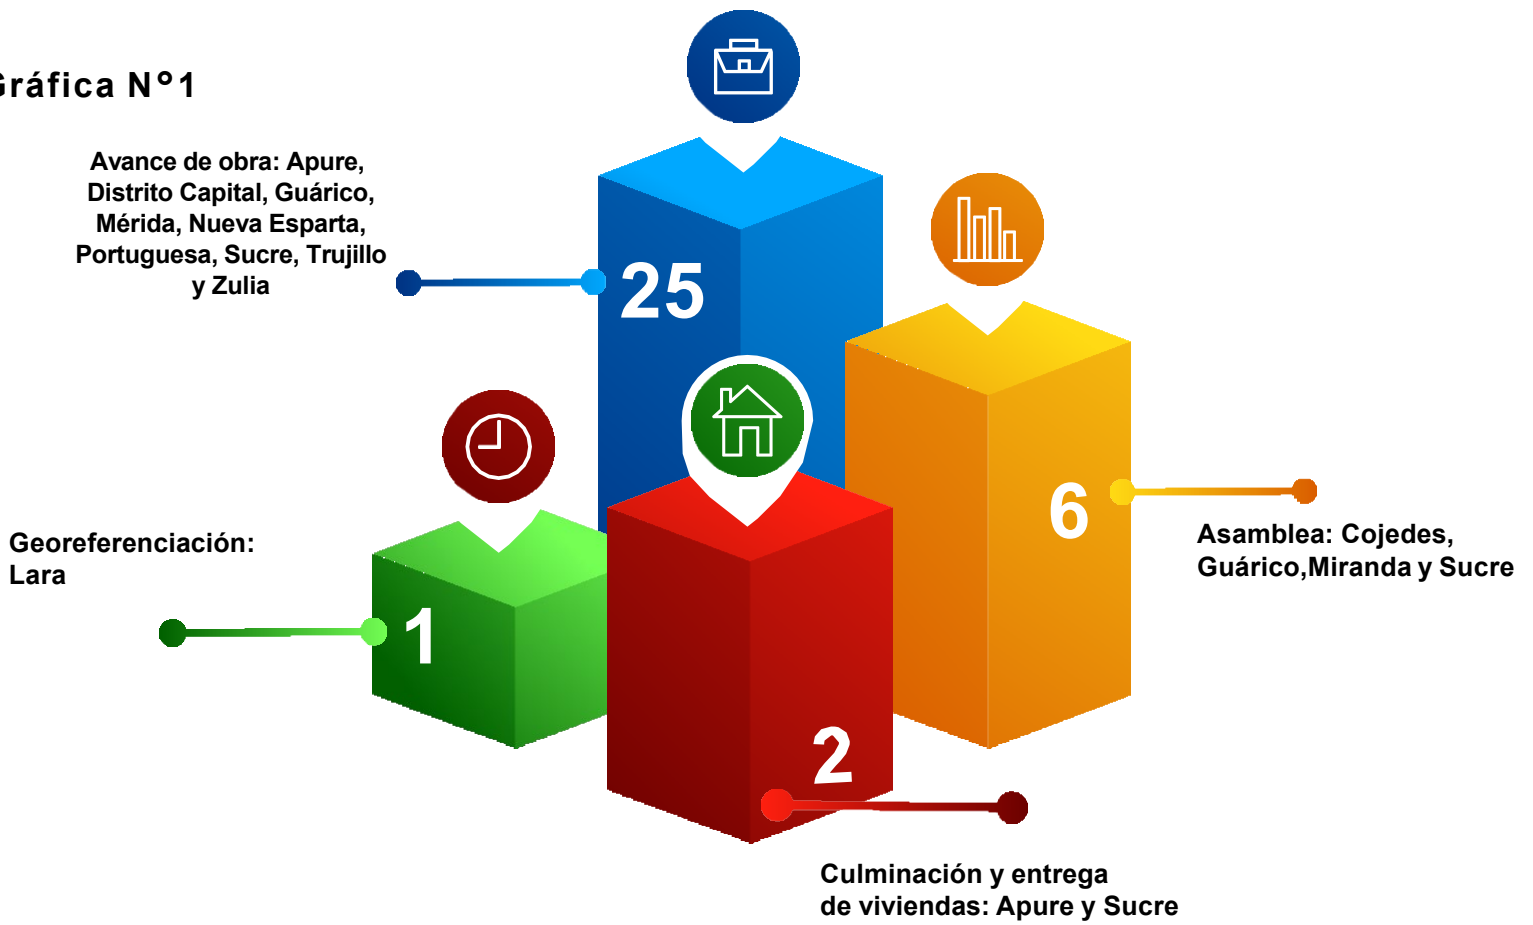 Gráfica N°1
Avance de obra: Apure,
Distrito Capital, Guárico,
Mérida, Nueva Esparta,
Portuguesa, Sucre, Trujillo
y Zulia
25
6
Asamblea: Cojedes,
Guárico,Miranda y Sucre
Georeferenciación:
Lara
1
2
Culminación y entrega
de viviendas: Apure y Sucre